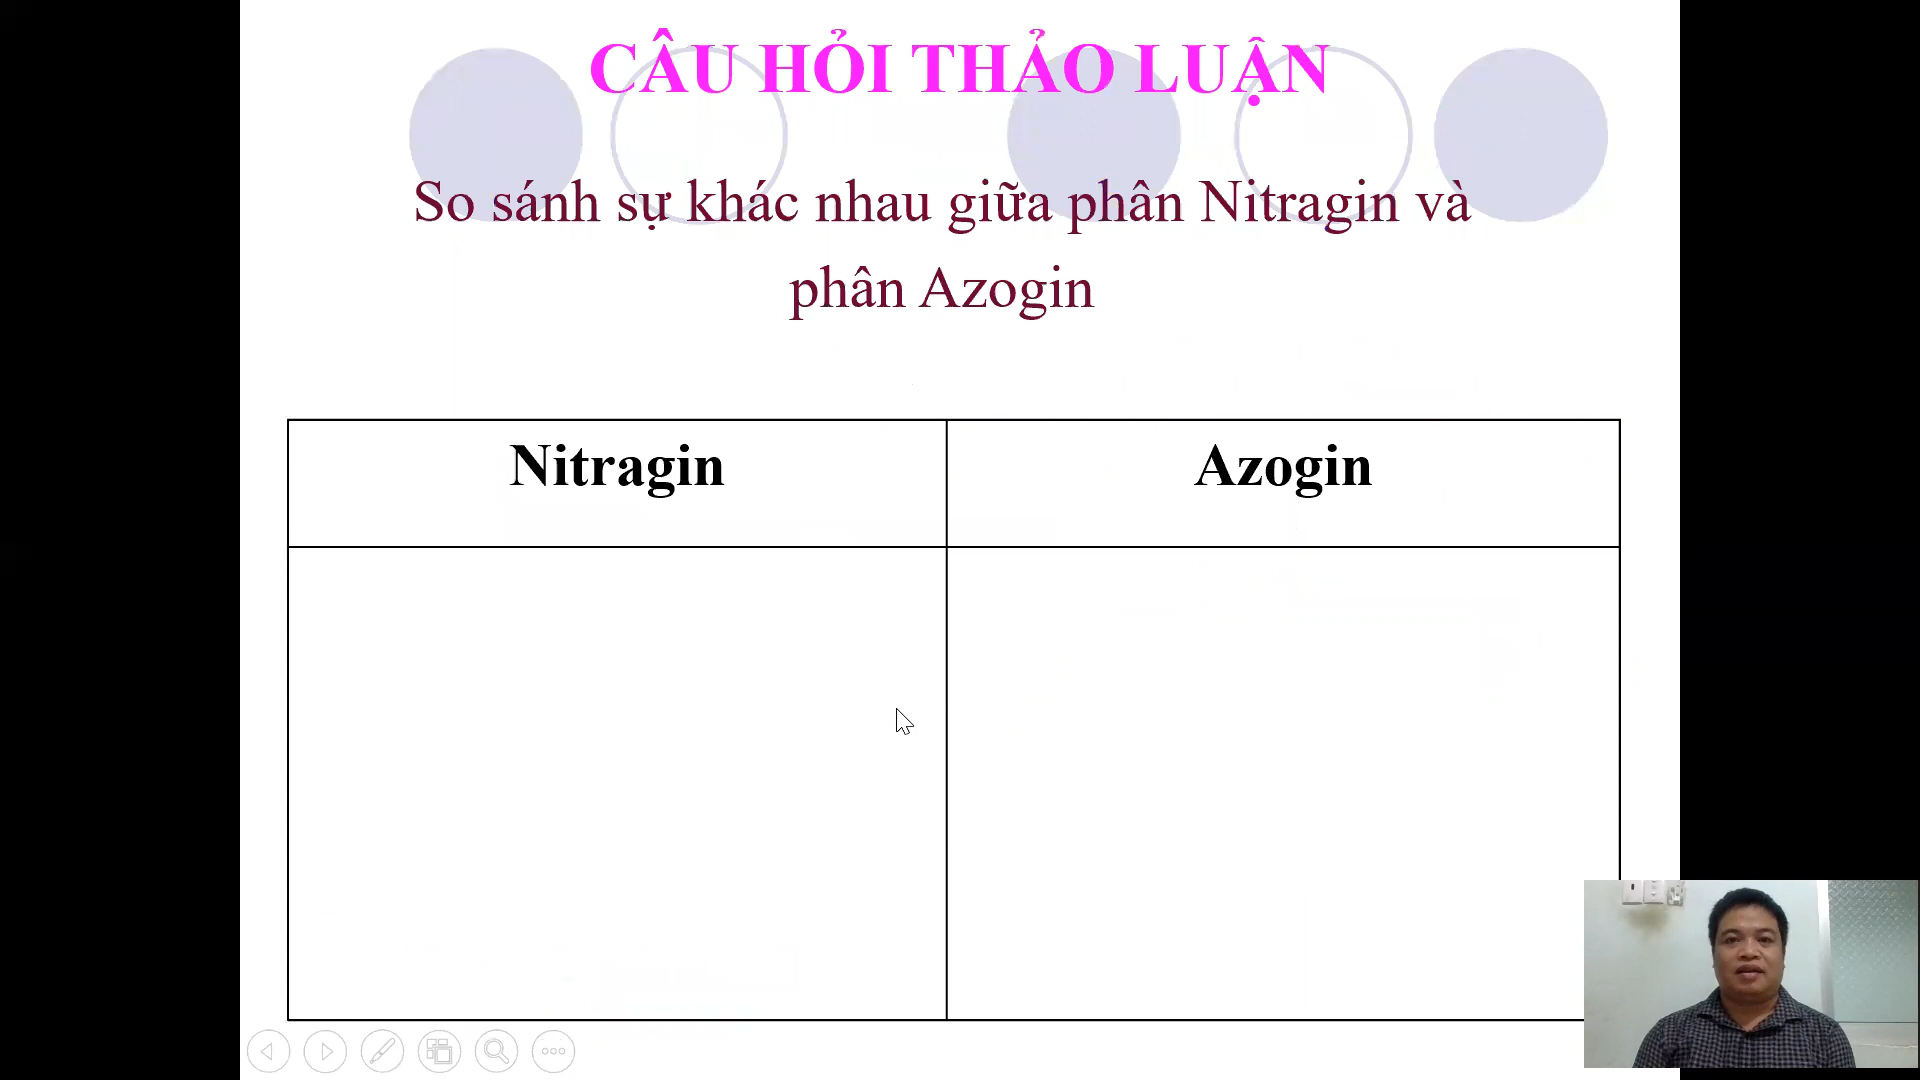 CÂU HỎI THẢO LUẬN
So sánh sự khác nhau giữa phân Nitragin và
phân Azogin
Nitragin
Azogin